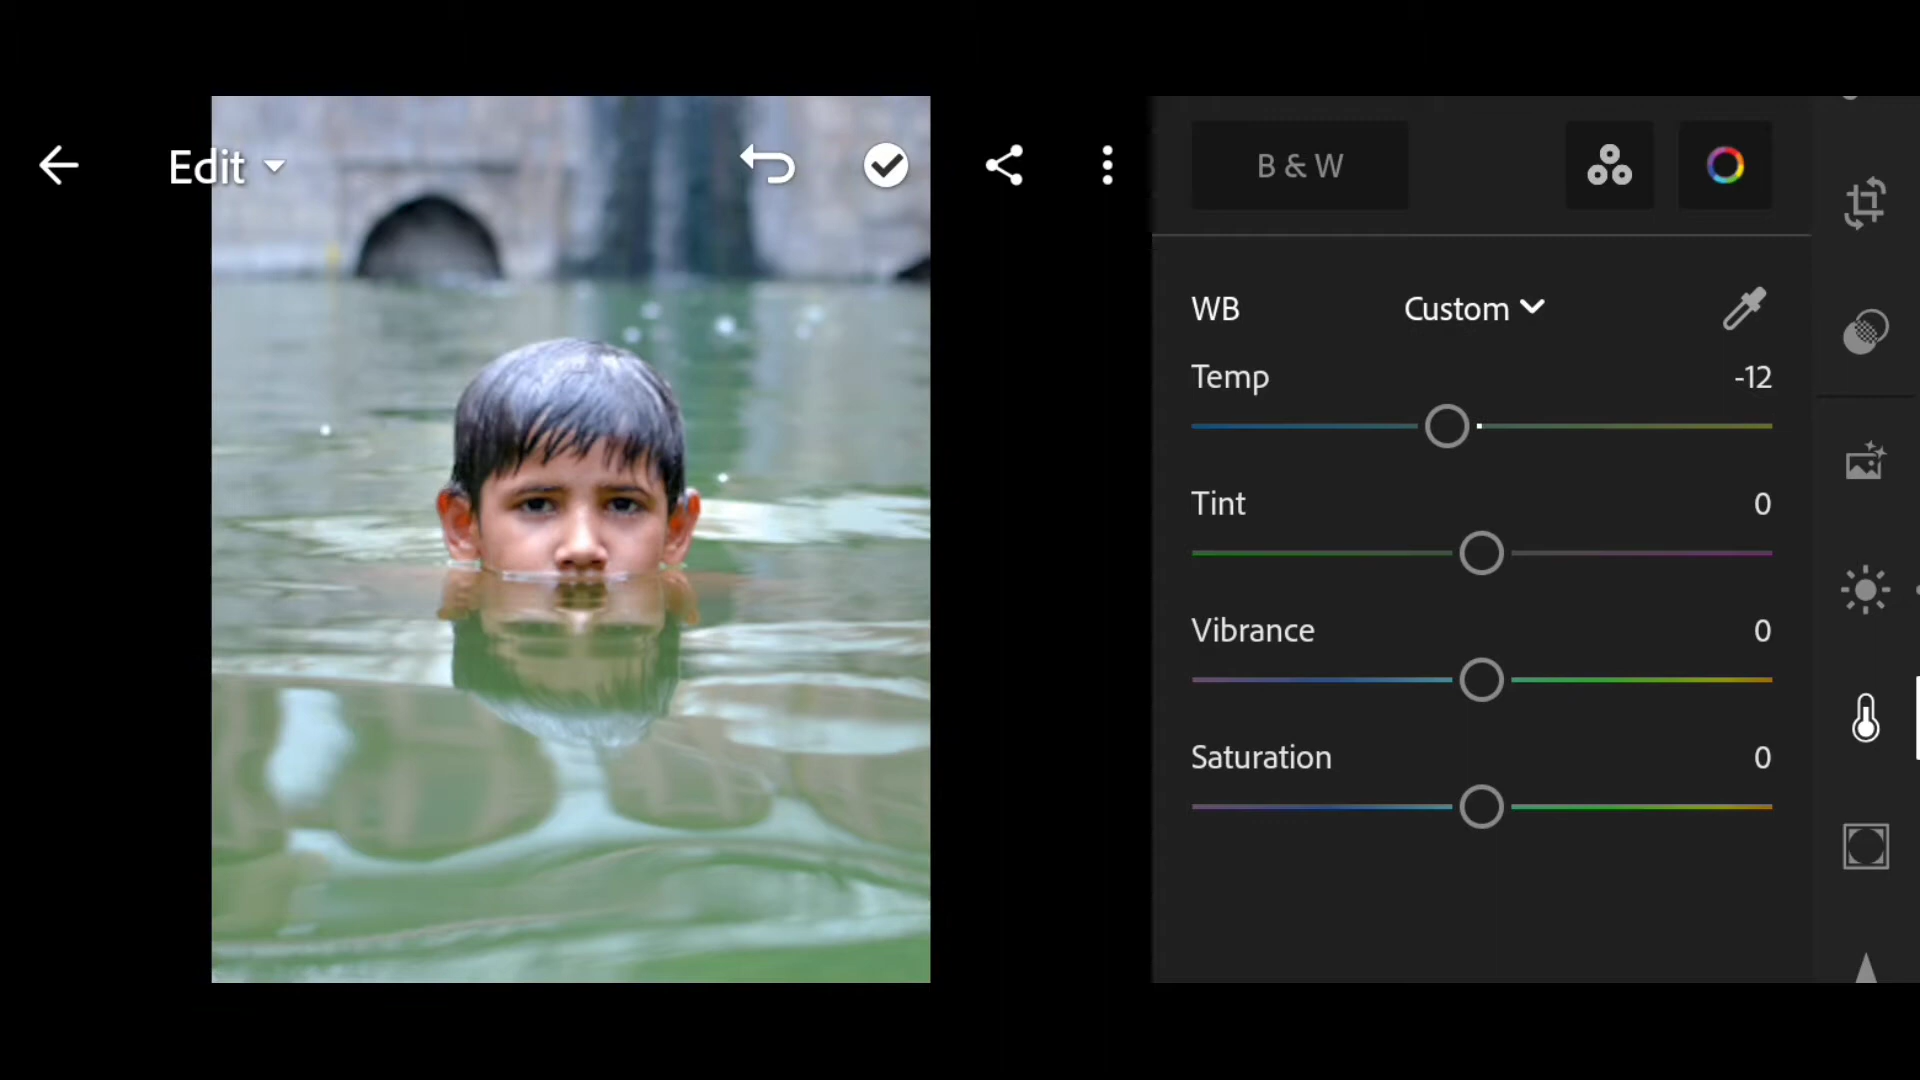 Edit
B & W
WB Custom
Temp -12
Tint 0
Vibrance 0
Saturation 0